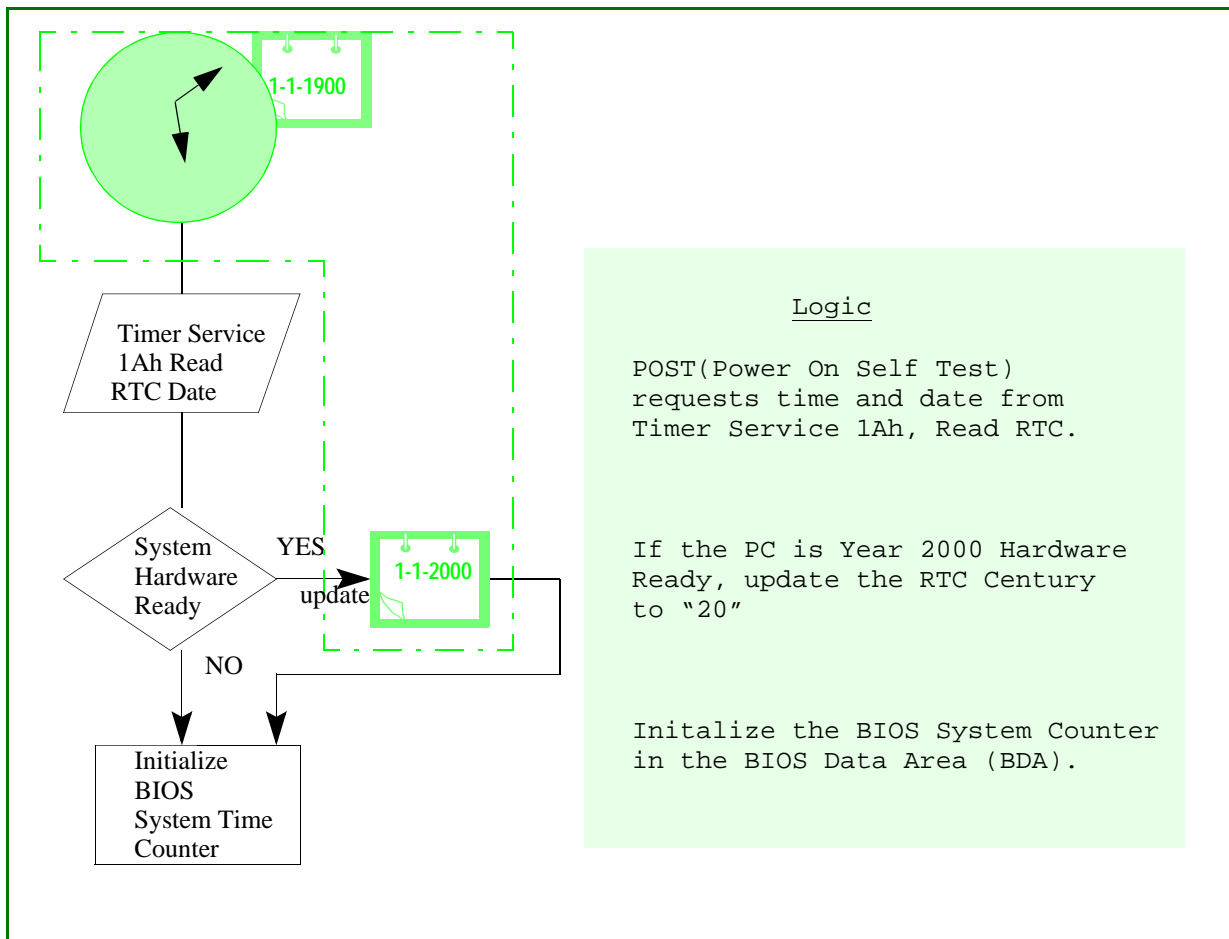 1-1-1900
Timer Service
1Ah Read
RTC Date
System
Hardware
Ready
YES
update
1-1-2000
NO
Initialize
BIOS
System Time
Counter
Logic
POST(Power On Self Test)
requests time and date from
Timer Service 1Ah, Read RTC.
If the PC is Year 2000 Hardware
Ready, update the RTC Century
to “20”
Initalize the BIOS System Counter
in the BIOS Data Area (BDA).